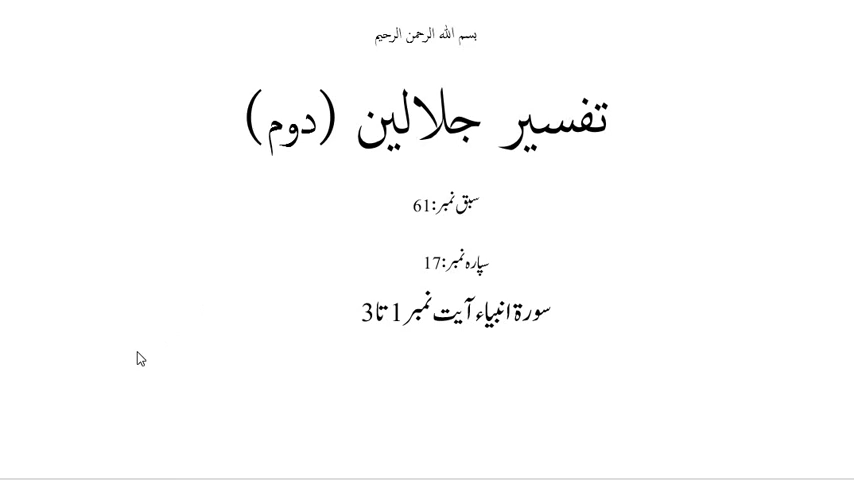 بسم اللہ الرحمن الرحیم
تفسیر جلالین (دوم)
سبق نمبر:61
سپارہ نمبر:17
سورۃ انبیاء آیت نمبر 1 تا 3